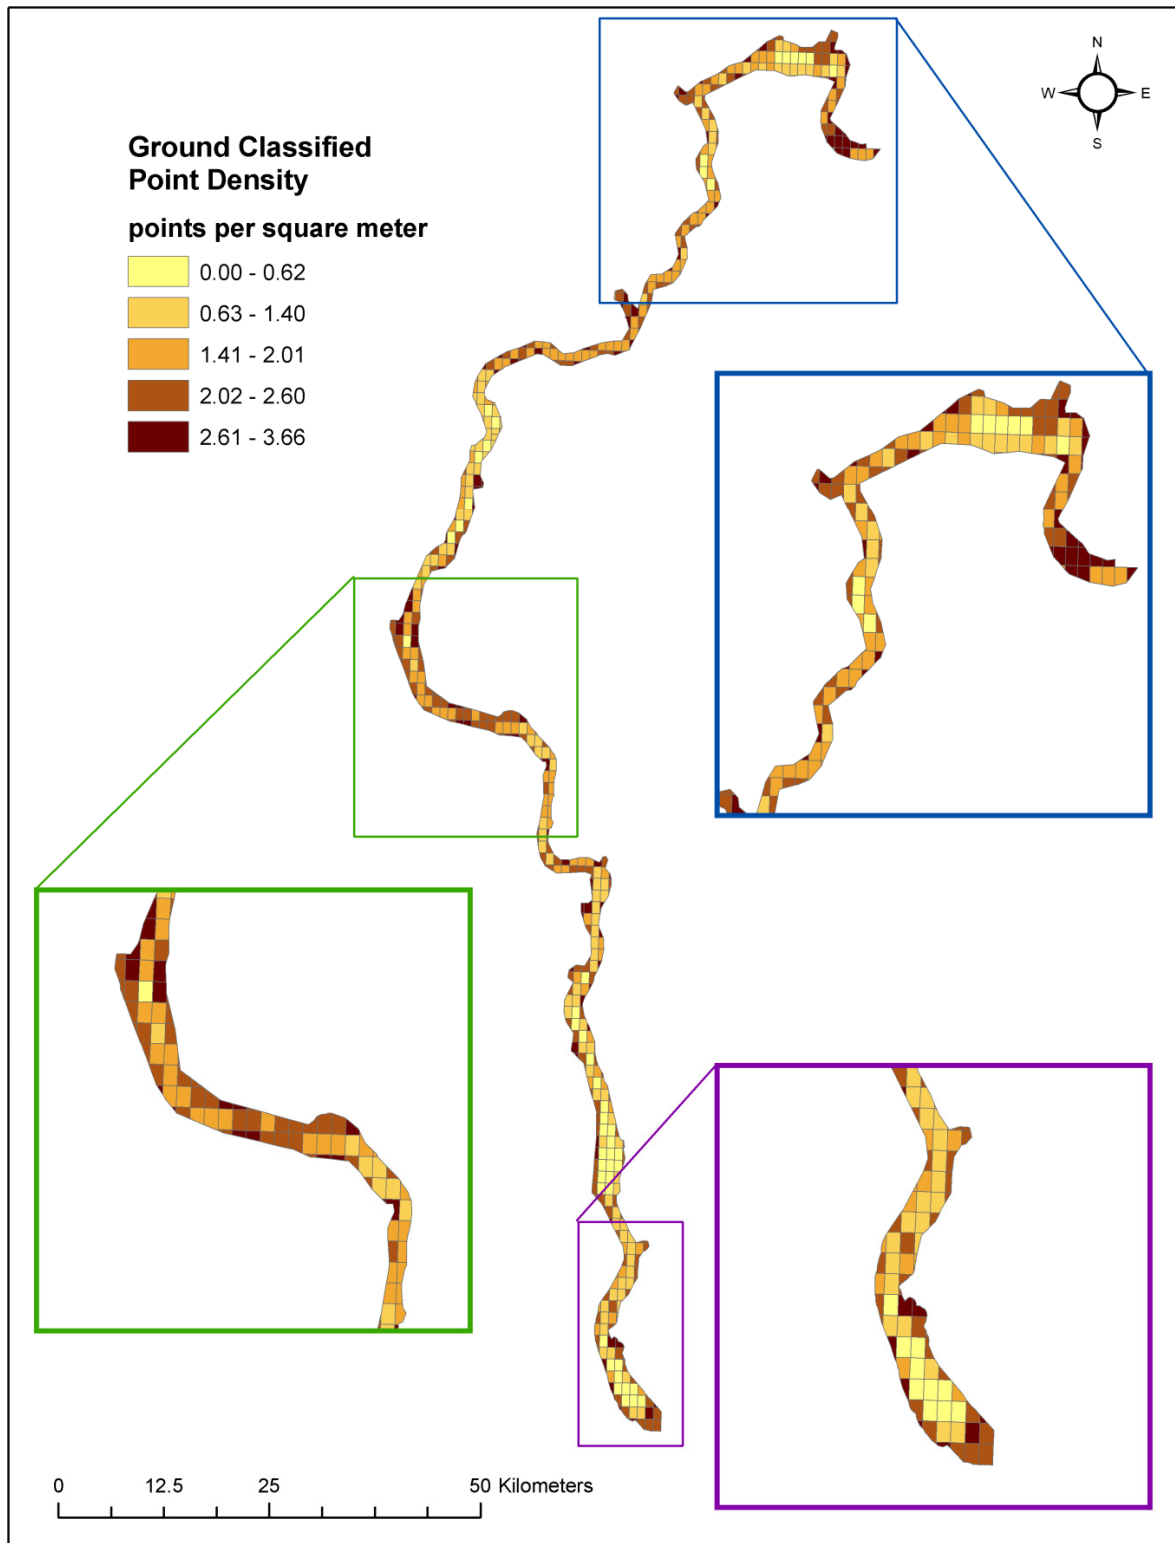 N
W E
S
Ground Classified
Point Density
points per square meter
0.00 - 0.62
0.63 - 1.40
1.41 - 2.01
2.02 - 2.60
2.61 - 3.66
0 12.5 25 50 Kilometers